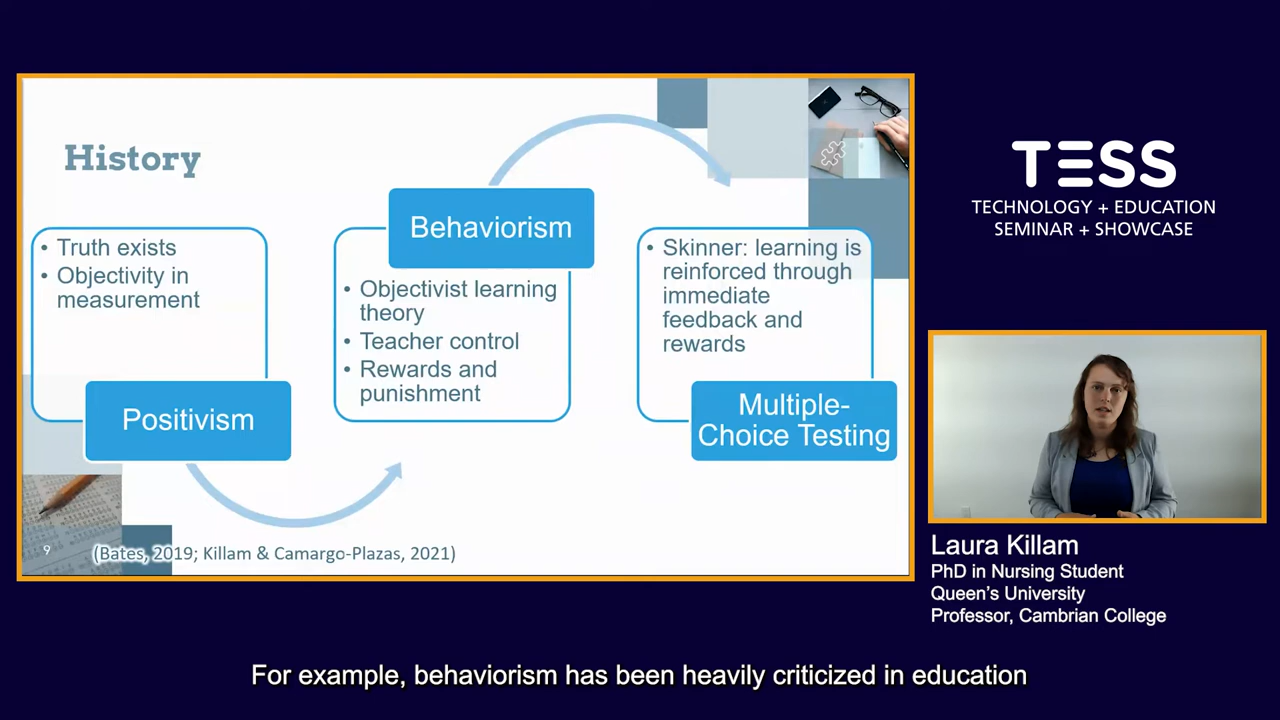 History
• Truth exists
• Objectivity in
measurement
Positivism
Behaviorism
• Objectivist learning
theory
• Teacher control
• Rewards and
punishment
• Skinner: learning is
reinforced through
immediate
feedback and
rewards
Multiple-
Choice Testing
9
(Bates, 2019; Killam & Camargo-Plazas, 2021)
TESS
TECHNOLOGY + EDUCATION
SEMINAR + SHOWCASE
Laura Killam
PhD in Nursing Student
Queen's University
Professor, Cambrian College
For example, behaviorism has been heavily criticized in education